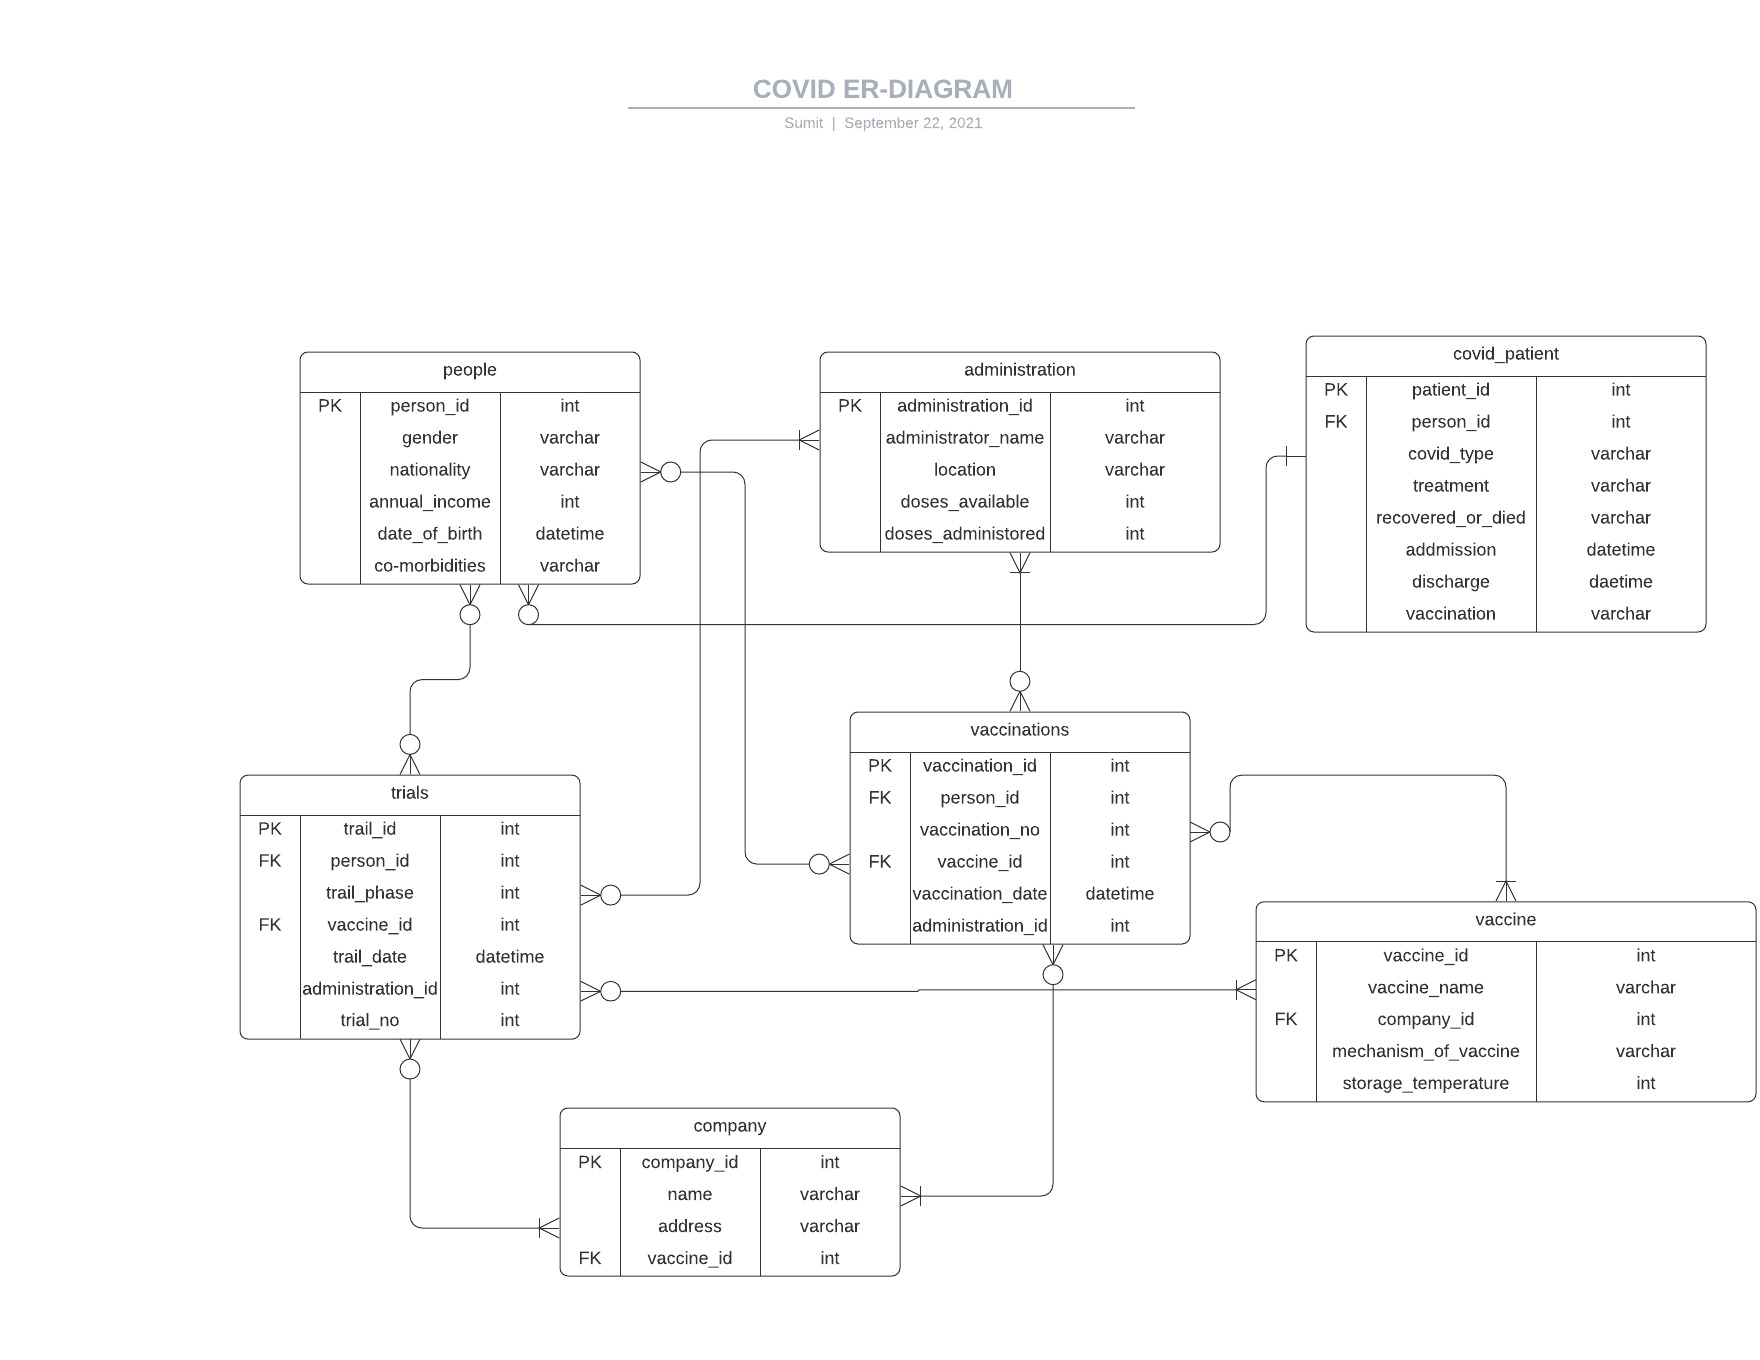 COVID ER-DIAGRAM
Sumit | September 22, 2021
people
PK person_id int
gender varchar
nationality varchar
annual_income int
date_of_birth datetime
co-morbidities varchar
administration
PK administration_id int
administrator_name varchar
location varchar
doses_available int
doses_administored int
covid_patient
PK patient_id int
FK person_id int
covid_type varchar
treatment varchar
recovered_or_died varchar
addmission datetime
discharge daetime
vaccination varchar
vaccinations
PK vaccination_id int
FK person_id int
vaccination_no int
FK vaccine_id int
vaccination_date datetime
administration_id int
trials
PK trail_id int
FK person_id int
trail_phase int
FK vaccine_id int
trail_date datetime
administration_id int
trial_no int
vaccine
PK vaccine_id int
vaccine_name varchar
FK company_id int
mechanism_of_vaccine varchar
storage_temperature int
company
PK company_id int
name varchar
address varchar
FK vaccine_id int